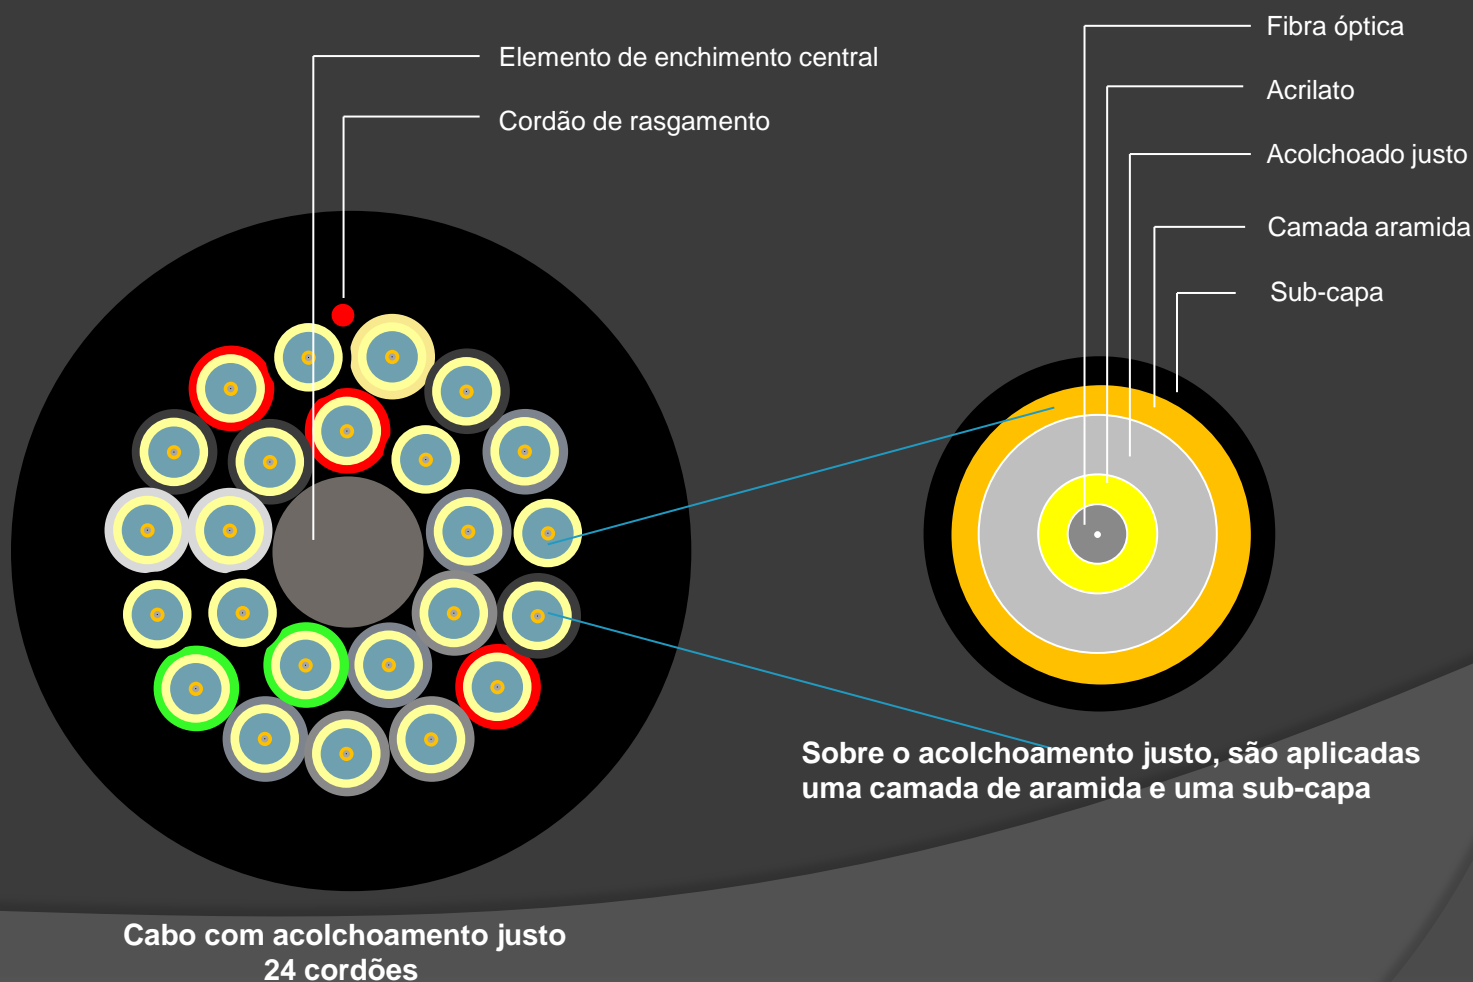 Elemento de enchimento central
Cordão de rasgamento
Fibra óptica
Acrilato
Acolchoado justo
Camada aramida
Sub-capa
Sobre o acolchoamento justo, são aplicadas
uma camada de aramida e uma sub-capa
Cabo com acolchoamento justo
24 cordões